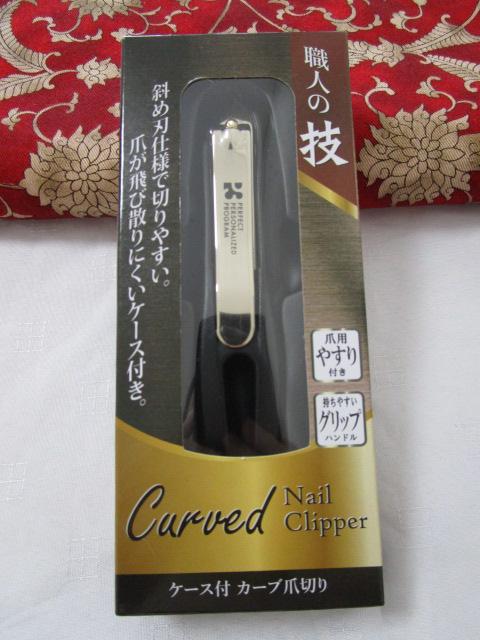 職人の技
斜め刃仕様で切りやすい。
爪が飛び散りにくいケース付き。
PERFECT
PERSONALIZED
PROGRAM
爪用
やすり
付き
持ちやすい
グリップ
ハンドル
Curved Nail
Clipper
ケース付 カーブ爪切り